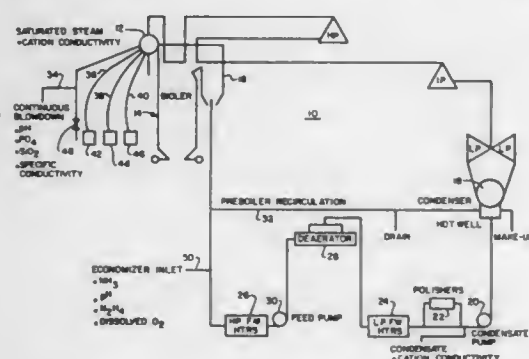 SATURATED STEAM
•CATION CONDUCTIVITY
12
HP
34
36
38
40
BIOLER
14
18
IP
10
CONTINUOUS
BLOWDOWN
•pH
•PO4
•SiO2
•SPECIFIC
CONDUCTIVITY
48
42
44
46
LP
LP
16
CONDENSER
PREBOILER RECIRCULATION
32
DRAIN
HOT WELL
MAKE-UP
DEAERATOR
28
ECONOMIZER INLET
50
•NH3
•pH
•N2H4
•DISSOLVED O2
26
HP FW
HTRS
30
FEED PUMP
24
LP FW
HTRS
POLISHERS
22
20
CONDENSATE
PUMP
CONDENSATE
•CATION CONDUCTIVITY